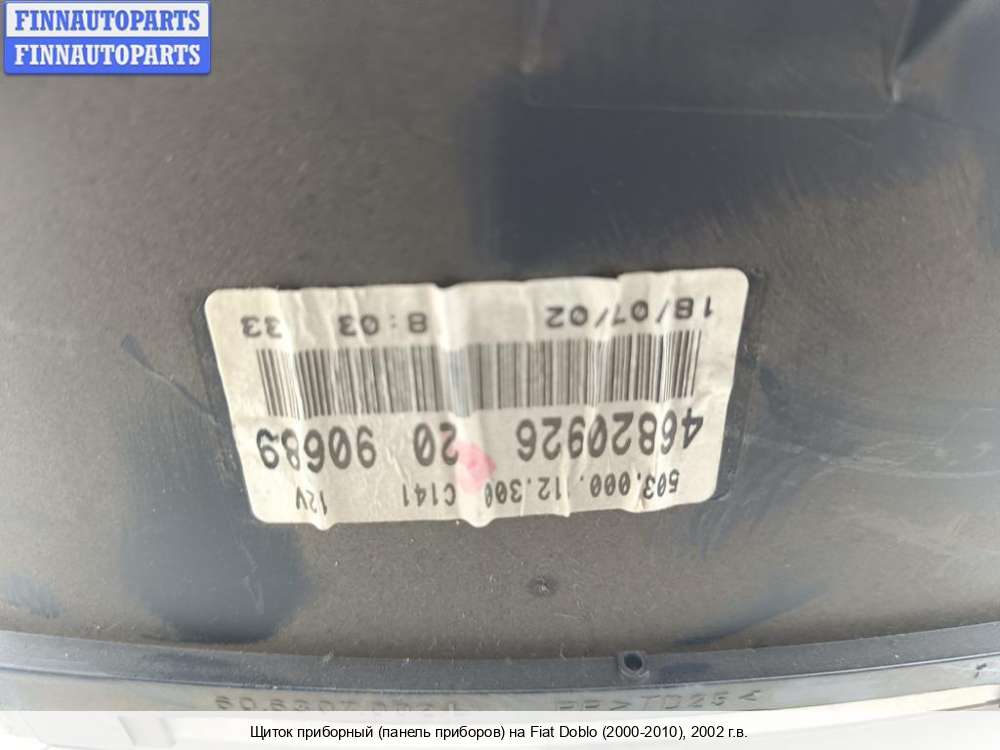 FINNAUTOPARTS
FINNAUTOPARTS
503.000.12.300 C141 12V
46820926 20 90689
18/07/02 8:03 33
Щиток приборный (панель приборов) на Fiat Doblo (2000-2010), 2002 г.в.